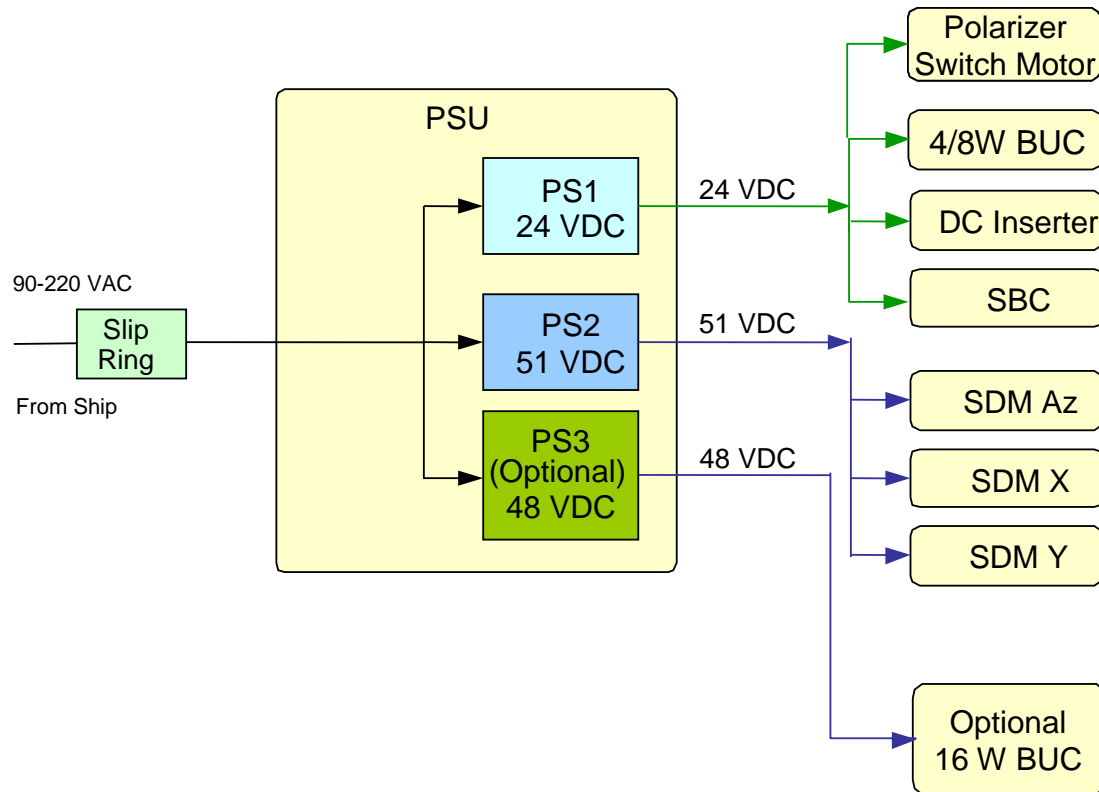 Polarizer
Switch Motor
PSU
4/8W BUC
PS1
24 VDC
24 VDC
DC Inserter
90-220 VAC
SBC
Slip
Ring
PS2
51 VDC
51 VDC
From Ship
SDM Az
PS3
(Optional)
48 VDC
48 VDC
SDM X
SDM Y
Optional
16 W BUC